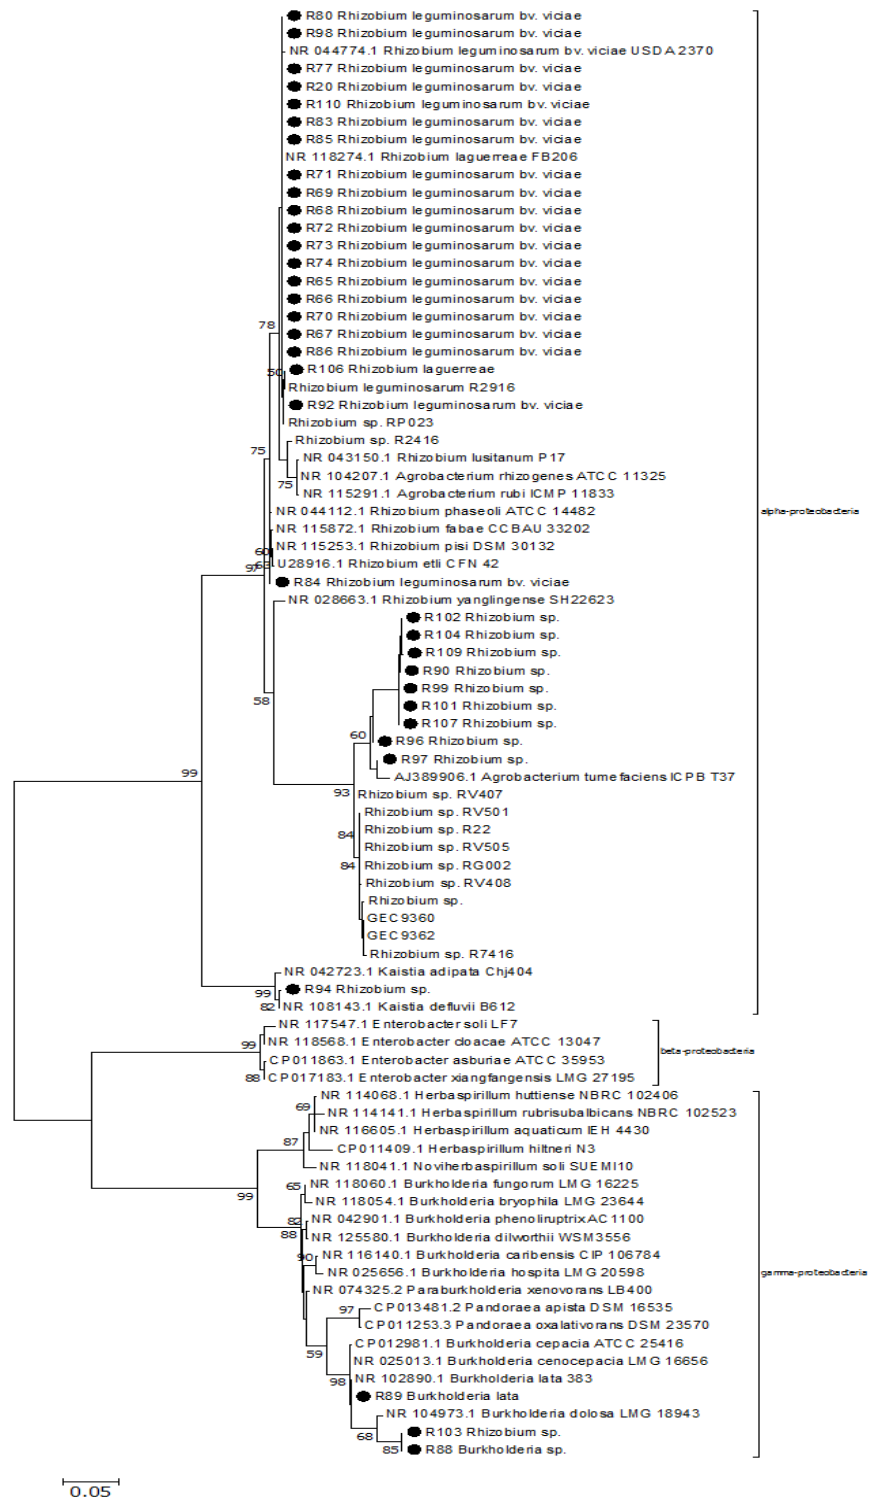 R80 Rhizobium leguminosarum bv. viciae
R98 Rhizobium leguminosarum bv. viciae
NR 044774.1 Rhizobium leguminosarum bv. viciae USDA 2370
R77 Rhizobium leguminosarum bv. viciae
R20 Rhizobium leguminosarum bv. viciae
R110 Rhizobium leguminosarum bv. viciae
R83 Rhizobium leguminosarum bv. viciae
R85 Rhizobium leguminosarum bv. viciae
NR 118274.1 Rhizobium laguerreae FB206
R71 Rhizobium leguminosarum bv. viciae
R69 Rhizobium leguminosarum bv. viciae
R68 Rhizobium leguminosarum bv. viciae
R72 Rhizobium leguminosarum bv. viciae
R73 Rhizobium leguminosarum bv. viciae
R74 Rhizobium leguminosarum bv. viciae
R65 Rhizobium leguminosarum bv. viciae
R66 Rhizobium leguminosarum bv. viciae
R70 Rhizobium leguminosarum bv. viciae
78
R67 Rhizobium leguminosarum bv. viciae
R86 Rhizobium leguminosarum bv. viciae
50
R106 Rhizobium laguerreae
Rhizobium leguminosarum R2916
R92 Rhizobium leguminosarum bv. viciae
Rhizobium sp. RP023
Rhizobium sp. R2416
75
NR 043150.1 Rhizobium lusitanum P17
NR 104207.1 Agrobacterium rhizogenes ATCC 11325
75
NR 115291.1 Agrobacterium rubi ICMP 11833
NR 044112.1 Rhizobium phaseoli ATCC 14482
alpha-proteobacteria
NR 115872.1 Rhizobium fabae CCBAU 33202
60
NR 115253.1 Rhizobium pisi DSM 30132
97
63
U28916.1 Rhizobium etli CFN 42
R84 Rhizobium leguminosarum bv. viciae
NR 028663.1 Rhizobium yanglingense SH22623
R102 Rhizobium sp.
R104 Rhizobium sp.
R109 Rhizobium sp.
R90 Rhizobium sp.
R99 Rhizobium sp.
58
R101 Rhizobium sp.
R107 Rhizobium sp.
60
R96 Rhizobium sp.
R97 Rhizobium sp.
99
AJ389906.1 Agrobacterium tumefaciens ICPB T37
93
Rhizobium sp. RV407
Rhizobium sp. RV501
84
Rhizobium sp. R22
Rhizobium sp. RV505
84
Rhizobium sp. RG002
Rhizobium sp. RV408
Rhizobium sp.
GEC9360
GEC9362
Rhizobium sp. R7416
NR 042723.1 Kaistia adipata Chj404
99
R94 Rhizobium sp.
82
NR 108143.1 Kaistia defluvii B612
NR 117547.1 Enterobacter soli LF7
99
NR 118568.1 Enterobacter cloacae ATCC 13047
beta-proteobacteria
CP011863.1 Enterobacter asburiae ATCC 35953
88
CP017183.1 Enterobacter xiangfangensis LMG 27195
NR 114068.1 Herbaspirillum huttiense NBRC 102406
69
NR 114141.1 Herbaspirillum rubrisubalbicans NBRC 102523
NR 116605.1 Herbaspirillum aquaticum IEH 4430
87
CP011409.1 Herbaspirillum hiltneri N3
NR 118041.1 Noviherbaspirillum soli SUEMI10
99
65
NR 118060.1 Burkholderia fungorum LMG 16225
NR 118054.1 Burkholderia bryophila LMG 23644
82
NR 042901.1 Burkholderia phenoliruptrix AC1100
88
NR 125580.1 Burkholderia dilworthii WSM3556
90
NR 116140.1 Burkholderia caribensis CIP 106784
NR 025656.1 Burkholderia hospita LMG 20598
gamma-proteobacteria
NR 074325.2 Paraburkholderia xenovorans LB400
97
CP013481.2 Pandoraea apista DSM 16535
CP011253.3 Pandoraea oxalativorans DSM 23570
59
CP012981.1 Burkholderia cepacia ATCC 25416
NR 025013.1 Burkholderia cenocepacia LMG 16656
98
NR 102890.1 Burkholderia lata 383
R89 Burkholderia lata
NR 104973.1 Burkholderia dolosa LMG 18943
68
R103 Rhizobium sp.
85
R88 Burkholderia sp.
0.05